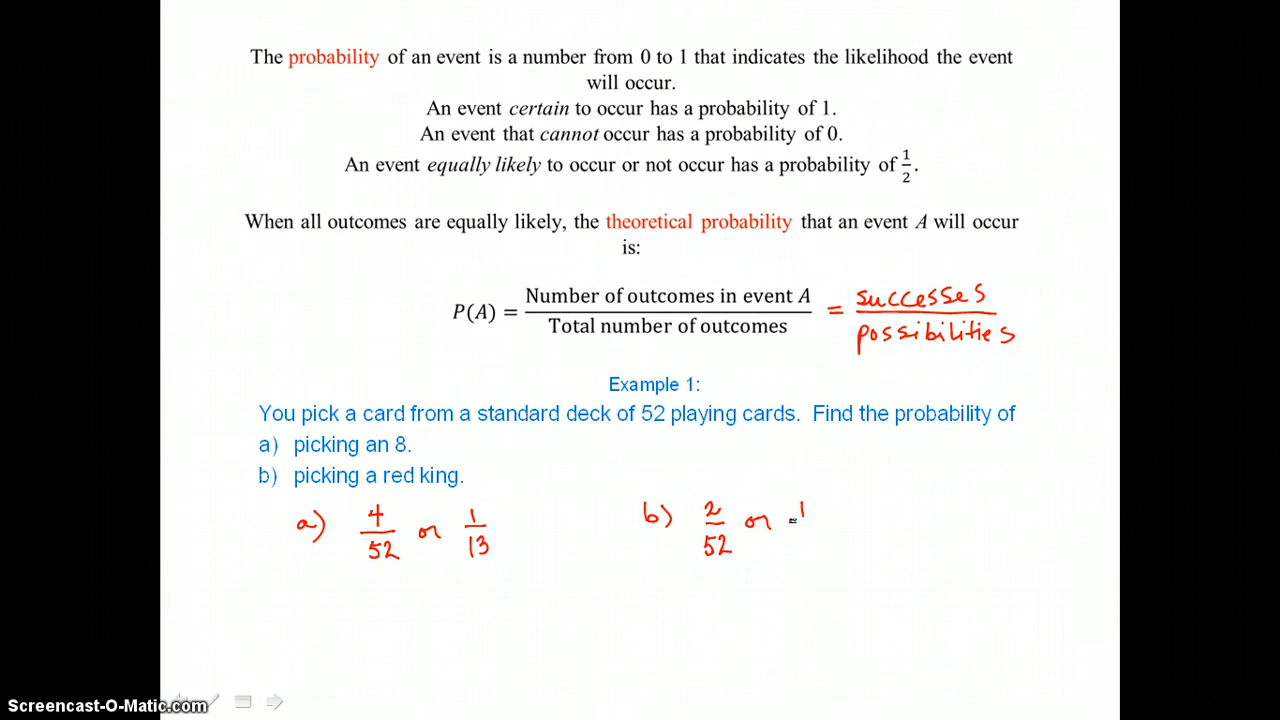 The probability of an event is a number from 0 to 1 that indicates the likelihood the event
will occur.
An event certain to occur has a probability of 1.
An event that cannot occur has a probability of 0.
An event equally likely to occur or not occur has a probability of 1/2.
When all outcomes are equally likely, the theoretical probability that an event A will occur
is:
P(A) = Number of outcomes in event A / Total number of outcomes = successes / possibilities
Example 1:
You pick a card from a standard deck of 52 playing cards. Find the probability of
a) picking an 8.
b) picking a red king.
a) 4/52 or 1/13
b) 2/52 or 1
Screencast-O-Matic.com